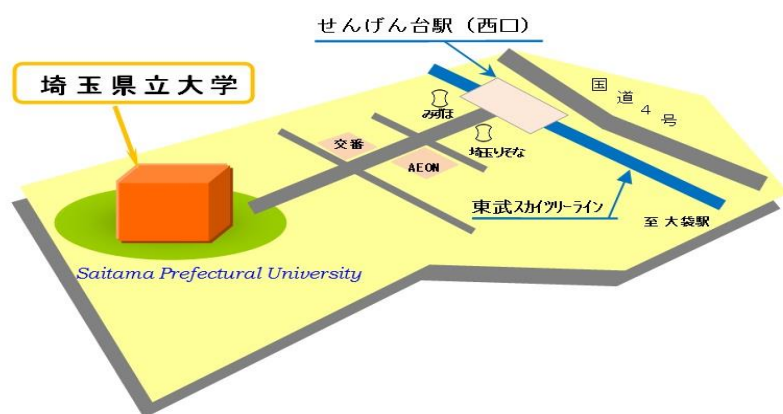 せんげん台駅（西口）
埼玉県立大学
国道４号
みずほ
交番
埼玉りそな
AEON
東武スカイツリーライン
至 大袋駅
Saitama Prefectural University